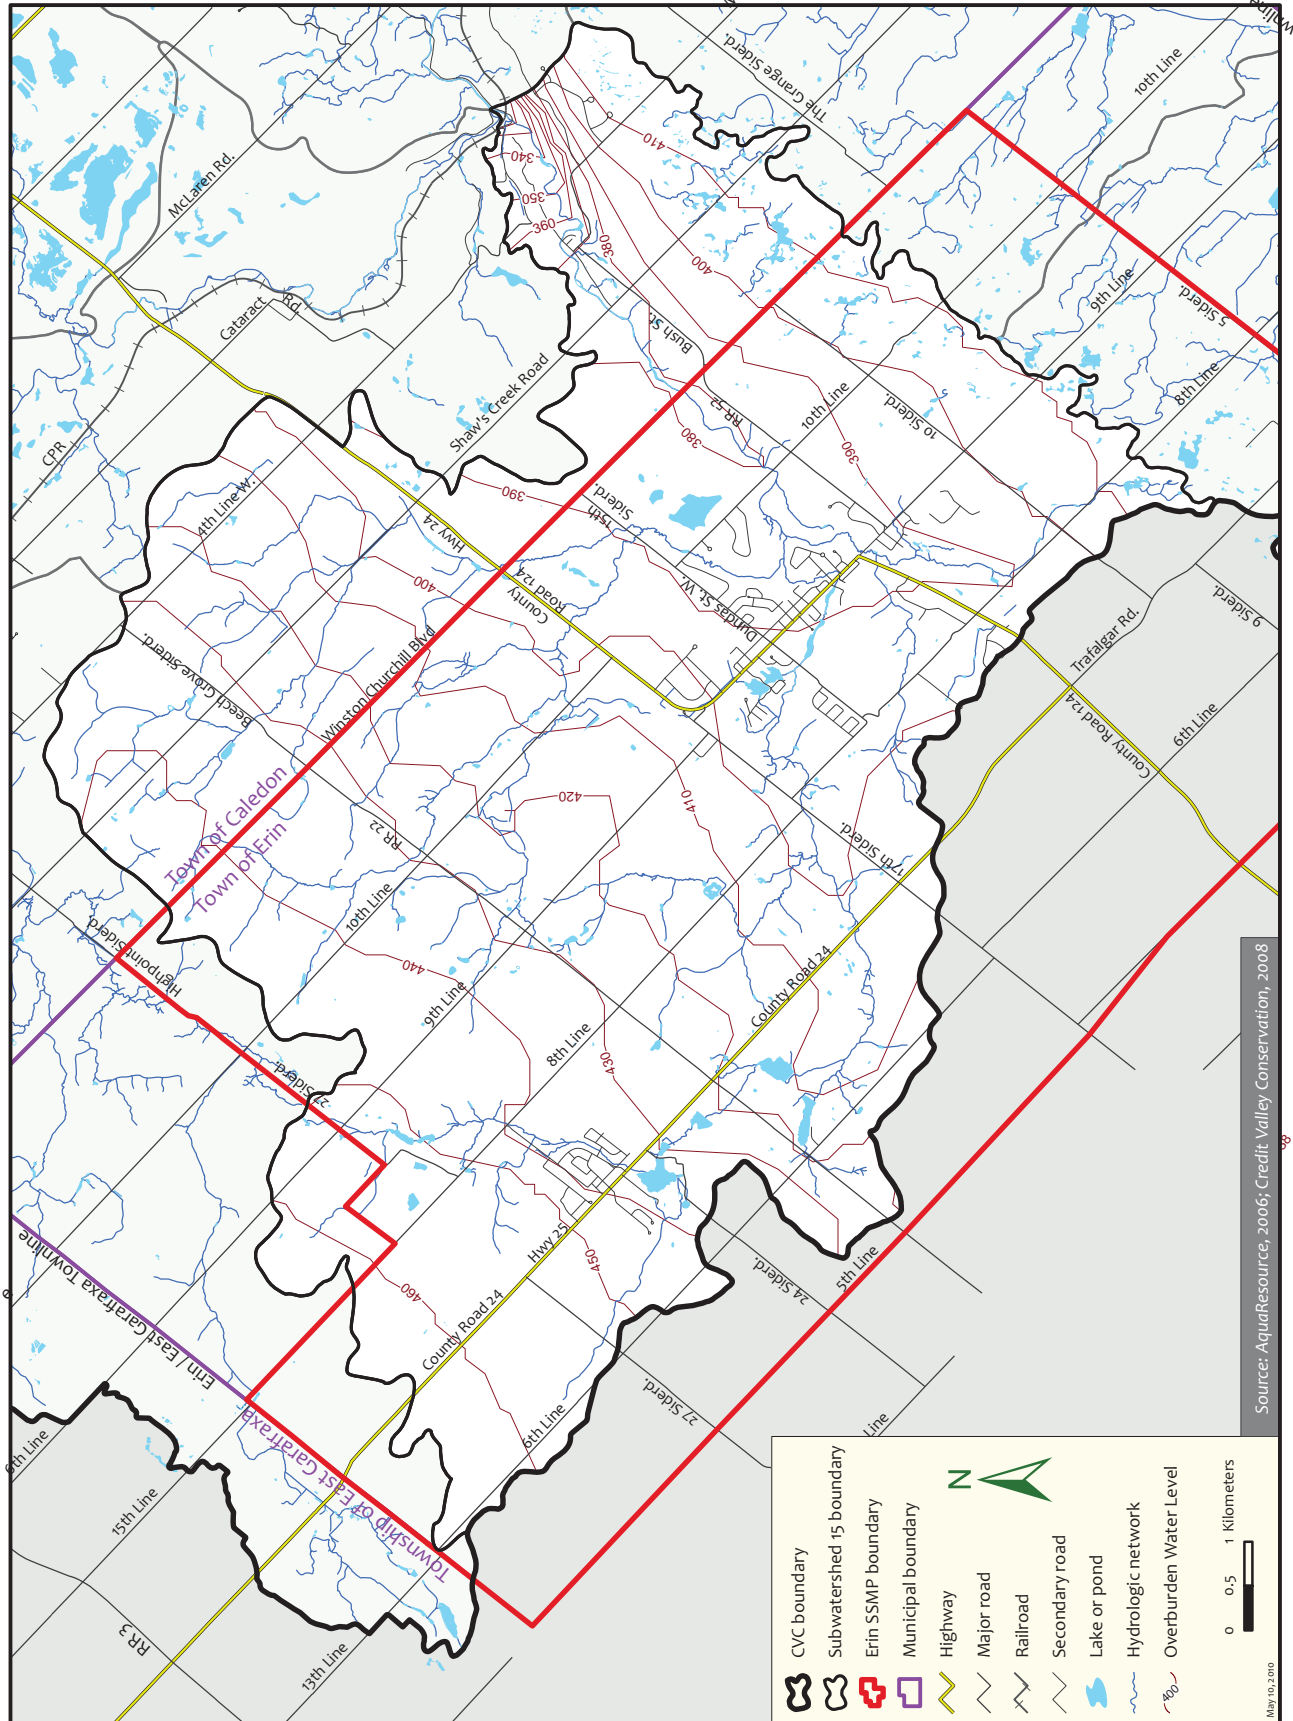 The Grange Siderd.
10th Line
410
McLaren Rd.
340
350
360
380
400
9th Line
5 Siderd.
8th Line
Cataract Rd.
Bush St.
Shaw's Creek Road
RR 52
10th Line
10 Siderd.
390
380
CPR
4th Line W.
390
15th Siderd.
Hwy 24
400
County Road 124
Dundas St. W.
9 Siderd.
Trafalgar Rd.
County Road 124
6th Line
Beech Grove Siderd.
Winston Churchill Blvd
Town of Caledon
Town of Erin
420
410
RR 22
17th Siderd.
10th Line
Highpoint Siderd.
440
9th Line
County Road 24
8th Line
430
27 Siderd.
Hwy 25
450
24 Siderd.
5th Line
460
County Road 24
27 Siderd.
Line
6th Line
Erin / East Garafraxa Townline
Township of East Garafraxa
6th Line
15th Line
RR 3
13th Line
CVC boundary
Subwatershed 15 boundary
Erin SSMP boundary
Municipal boundary
Highway
Major road
Railroad
Secondary road
Lake or pond
Hydrologic network
400
Overburden Water Level
N
0 0.5 1 Kilometers
May 10, 2010
Source: AquaResource, 2006; Credit Valley Conservation, 2008